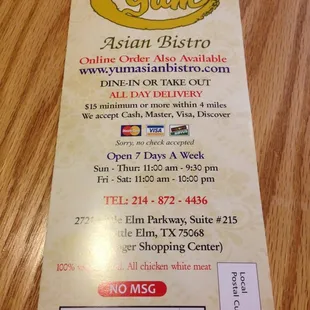 Yum
Asian Bistro
Online Order Also Available
www.yumasianbistro.com
DINE-IN OR TAKE OUT
ALL DAY DELIVERY
$15 minimum or more within 4 miles
We accept Cash, Master, Visa, Discover
VISA
Sorry, no check accepted
Open 7 Days A Week
Sun - Thur: 11:00 am - 9:30 pm
Fri - Sat: 11:00 am - 10:00 pm
TEL: 214 - 872 - 4436
Elm Parkway, Suite #215
Elm, TX 75068
Shopping Center)
100% All chicken white meat
NO MSG
Local
Postal